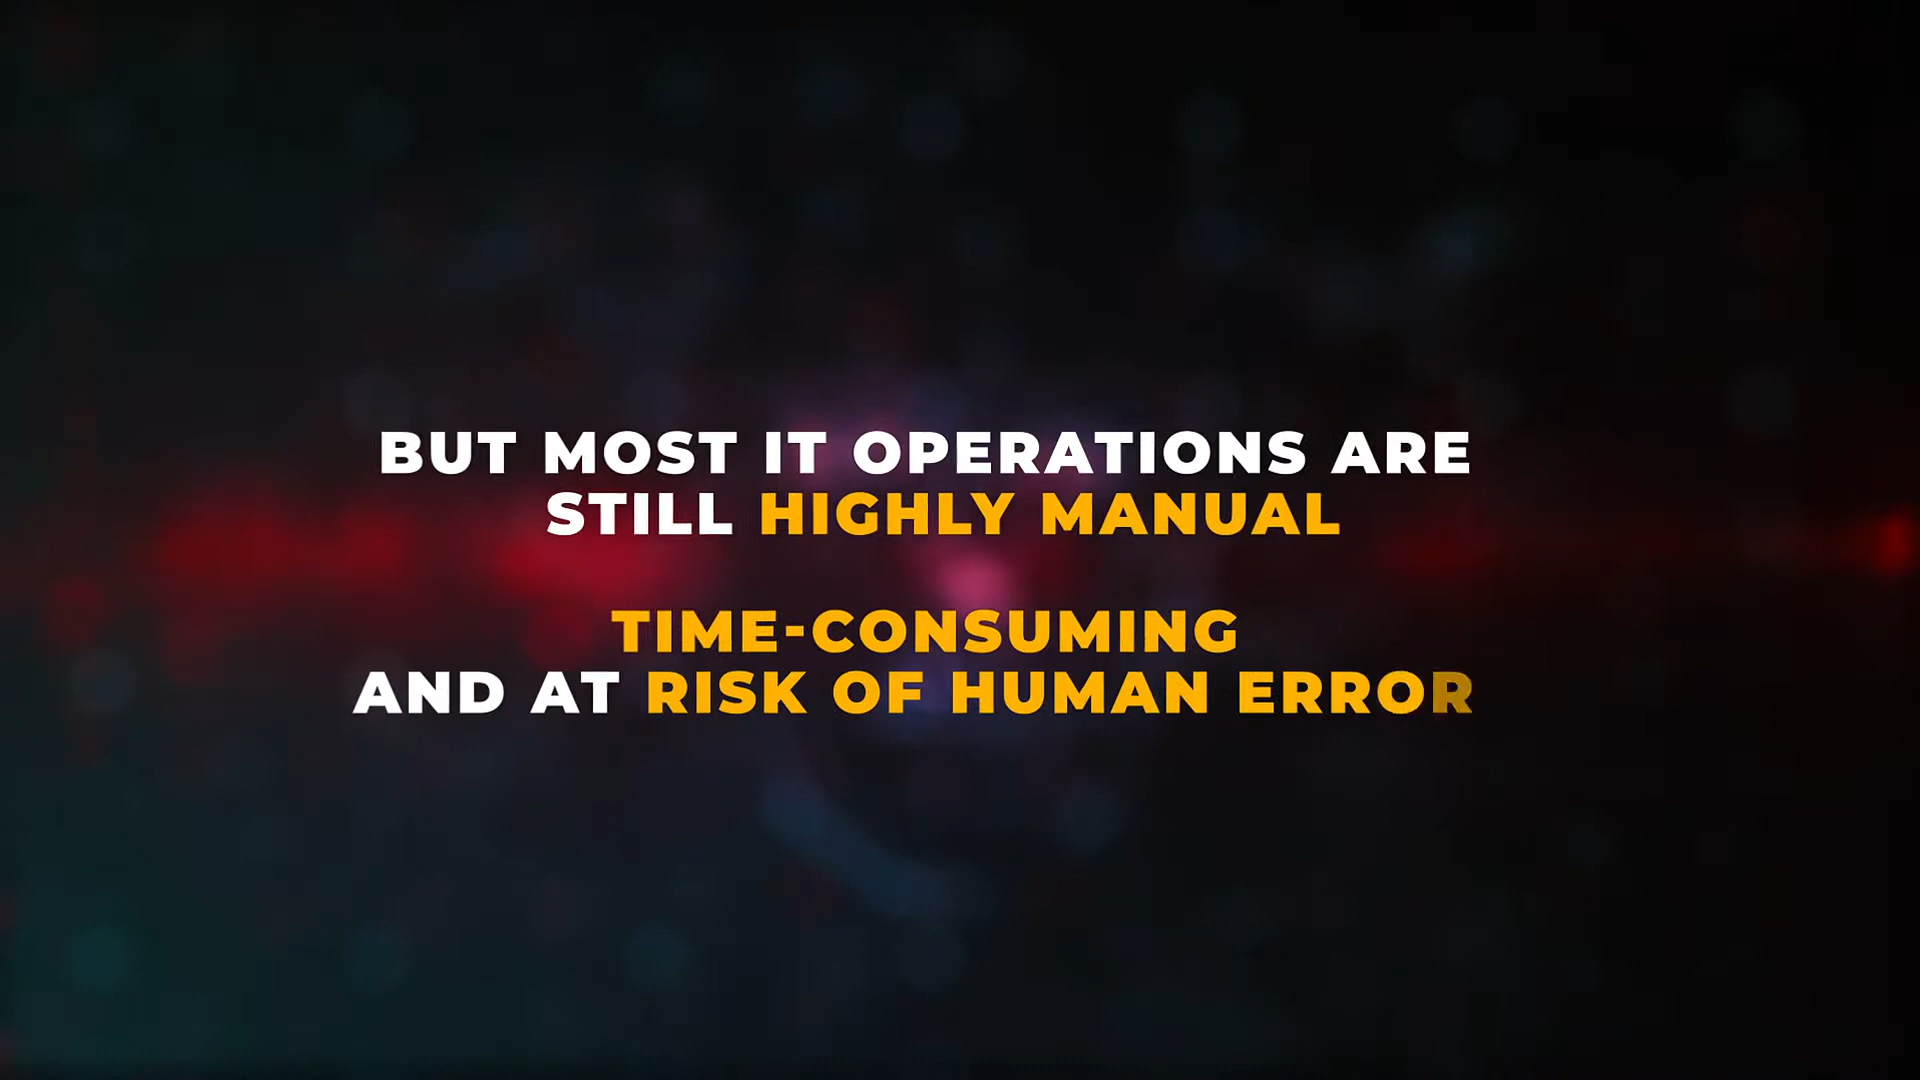 BUT MOST IT OPERATIONS ARE
STILL HIGHLY MANUAL
TIME-CONSUMING
AND AT RISK OF HUMAN ERROR